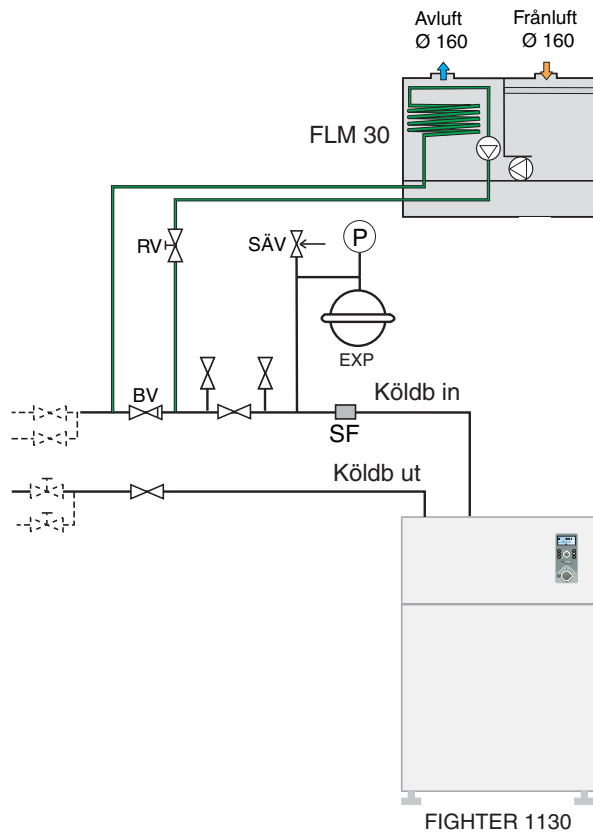 Avluft
Ø 160
Frånluft
Ø 160
FLM 30
RV
SÄV
P
EXP
BV
Köldb in
SF
Köldb ut
FIGHTER 1130